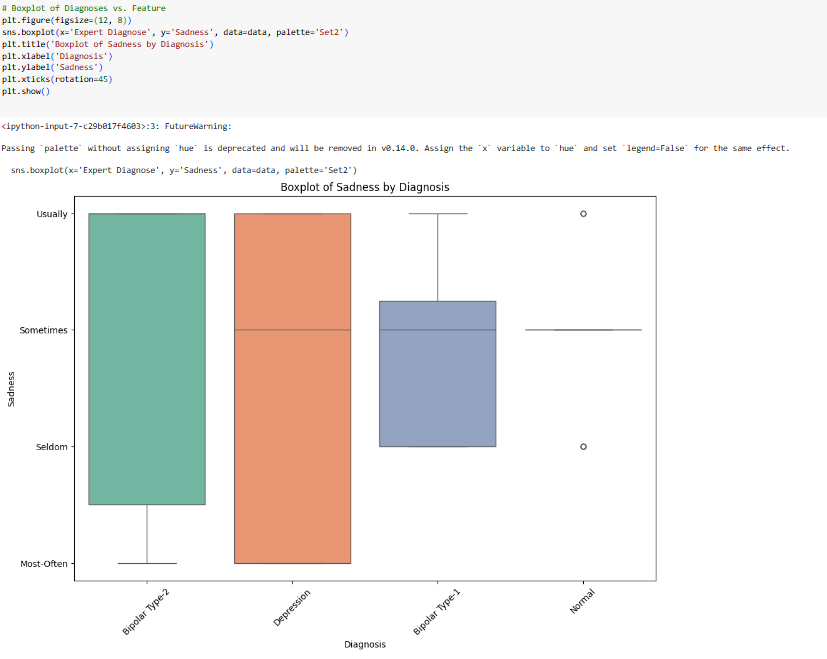 # Boxplot of Diagnoses vs. Feature
plt.figure(figsize=(12, 8))
sns.boxplot(x='Expert Diagnose', y='Sadness', data=data, palette='Set2')
plt.title('Boxplot of Sadness by Diagnosis')
plt.xlabel('Diagnosis')
plt.ylabel('Sadness')
plt.xticks(rotation=45)
plt.show()
<ipython-input-7-c29b017f4603>:3: FutureWarning:
Passing `palette` without assigning `hue` is deprecated and will be removed in v0.14.0. Assign the `x` variable to `hue` and set `legend=False` for the same effect.
sns.boxplot(x='Expert Diagnose', y='Sadness', data=data, palette='Set2')
Boxplot of Sadness by Diagnosis
Usually
Sometimes
Seldom
Most-Often
Sadness
Bipolar Type-2
Depression
Bipolar Type-1
Normal
Diagnosis